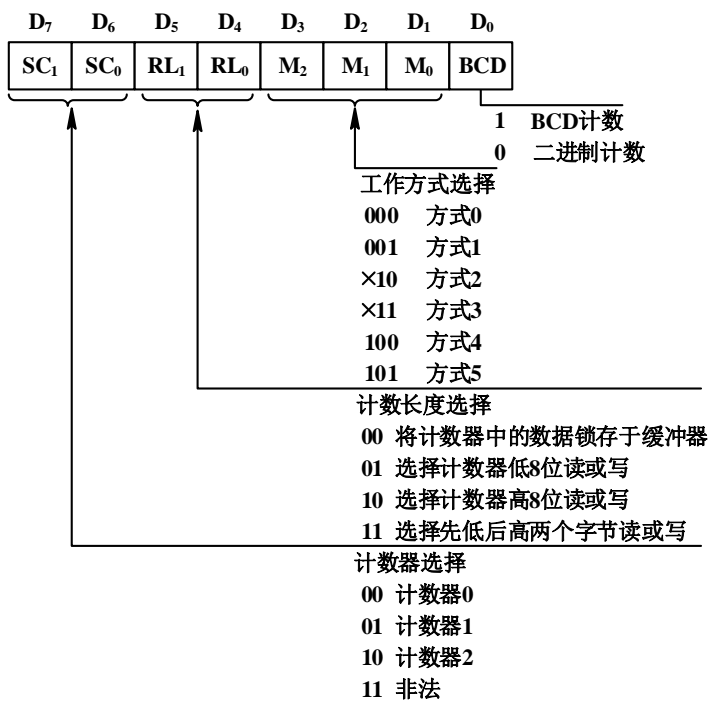 D₇ D₆ D₅ D₄ D₃ D₂ D₁ D₀
SC₁ SC₀ RL₁ RL₀ M₂ M₁ M₀ BCD
1 BCD计数
0 二进制计数
工作方式选择
000 方式0
001 方式1
×10 方式2
×11 方式3
100 方式4
101 方式5
计数长度选择
00 将计数器中的数据锁存于缓冲器
01 选择计数器低8位读或写
10 选择计数器高8位读或写
11 选择先低后高两个字节读或写
计数器选择
00 计数器0
01 计数器1
10 计数器2
11 非法